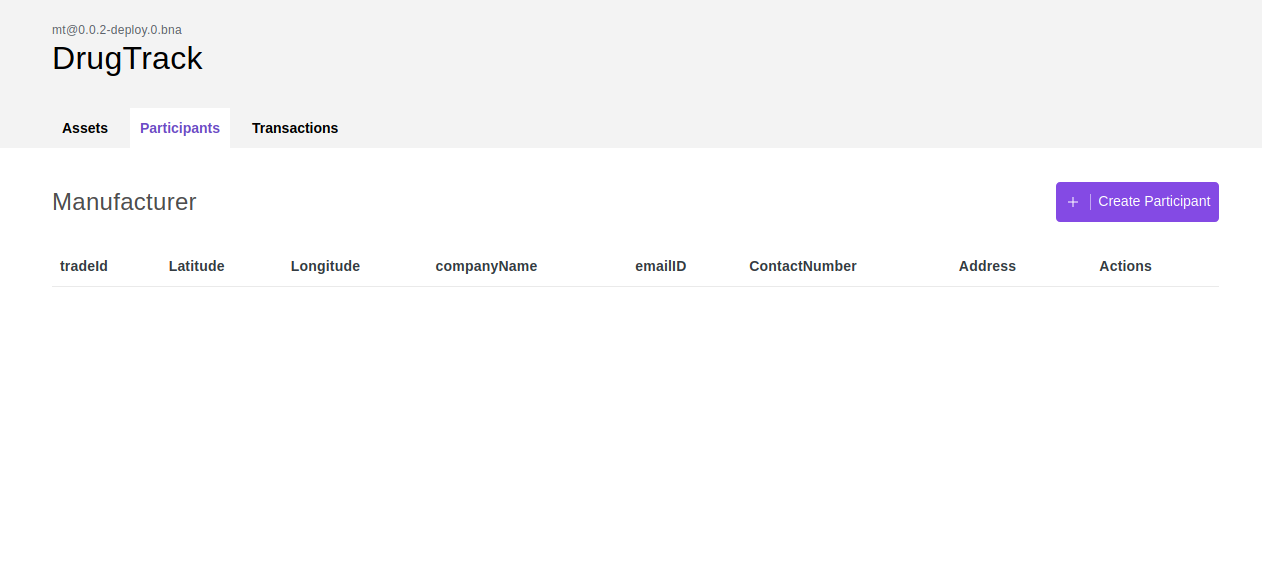 mt@0.0.2-deploy.0.bna
DrugTrack
Assets Participants Transactions
Manufacturer
+ Create Participant
tradeId Latitude Longitude companyName emailID ContactNumber Address Actions